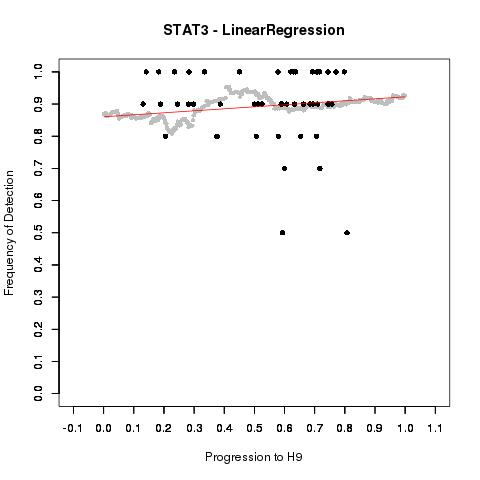 STAT3 - LinearRegression
Frequency of Detection
1.0
0.9
0.8
0.7
0.6
0.5
0.4
0.3
0.2
0.1
0.0
-0.1 0.0 0.1 0.2 0.3 0.4 0.5 0.6 0.7 0.8 0.9 1.0 1.1
Progression to H9